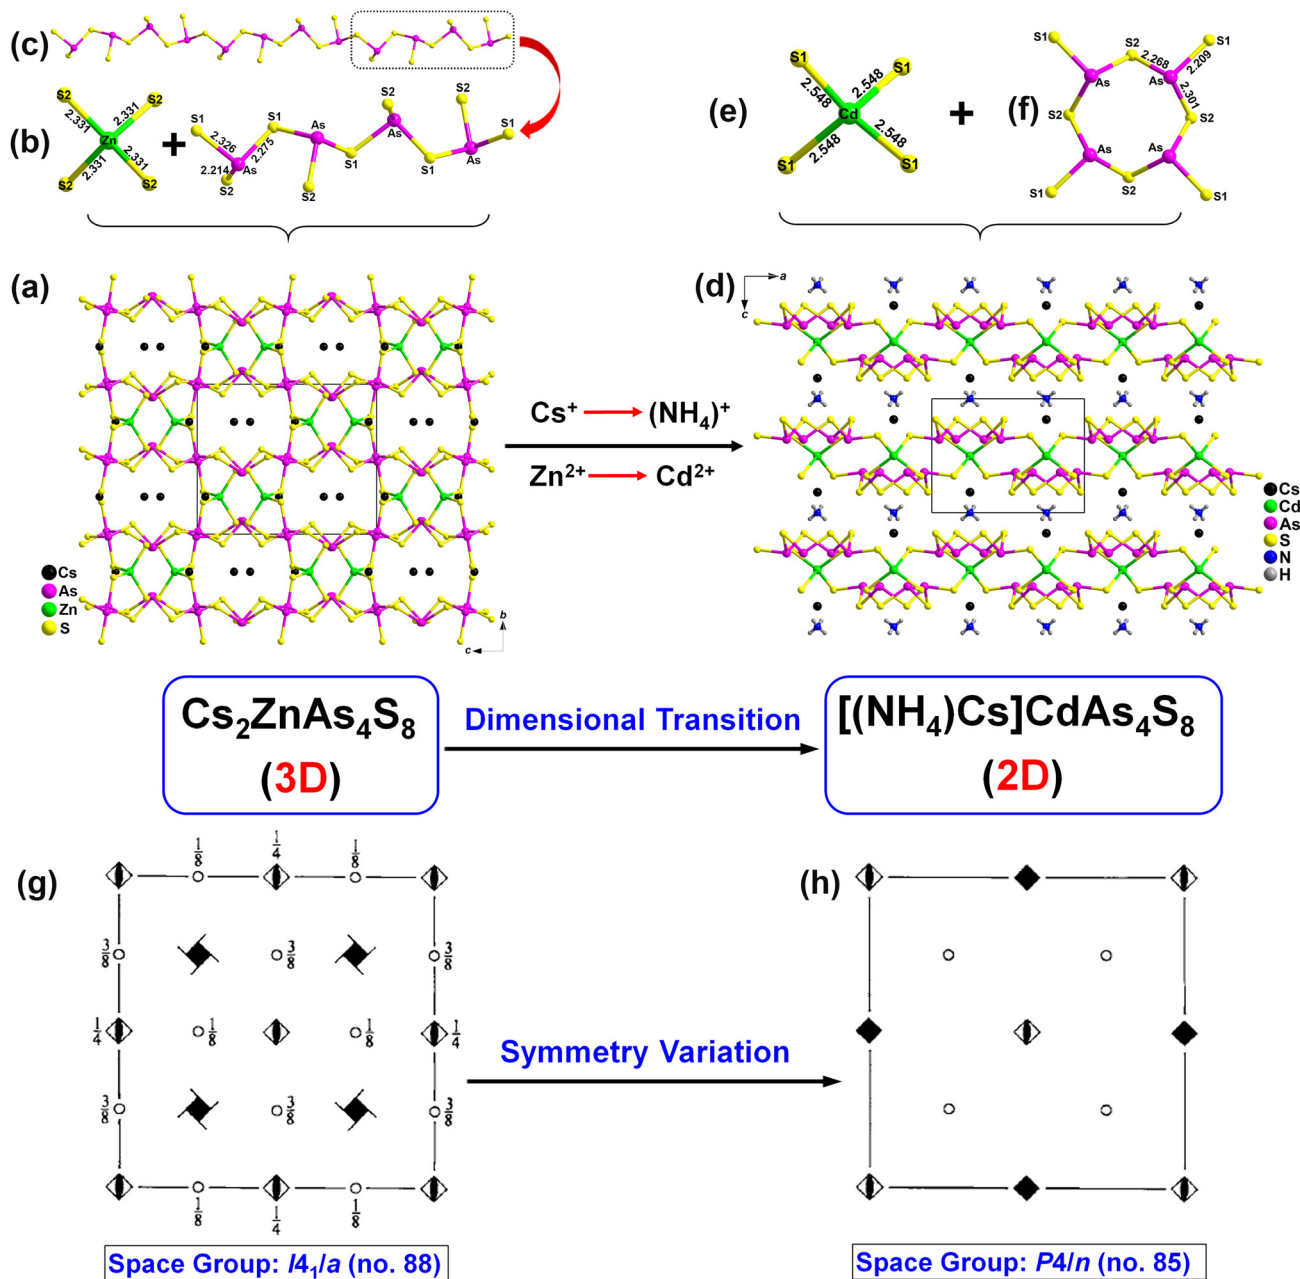 (c)
(b)
S2
S2
2.331
2.331
Zn
2.331
2.331
S2
S2
+
S1
S1
2.326
2.275
2.214
As
S2
As
S2
S1
S2
As
S1
S2
As
S1
(e)
S1
S1
2.548
2.548
Cd
2.548
2.548
S1
S1
+
(f)
S1
S2
S1
2.268
2.209
As
As
2.301
S2
S2
As
As
S1
S2
S1
(a)
Cs
As
Zn
S
b
c
Cs⁺ (NH₄)⁺
Zn²⁺ Cd²⁺
(d)
a
c
Cs
Cd
As
S
N
H
Cs₂ZnAs₄S₈
(3D)
Dimensional Transition
[(NH₄)Cs]CdAs₄S₈
(2D)
(g)
1/8
1/4
1/8
3/8
3/8
3/8
1/4
1/8
1/8
1/4
3/8
3/8
3/8
1/8
1/4
1/8
Symmetry Variation
(h)
Space Group: I4₁/a (no. 88)
Space Group: P4/n (no. 85)